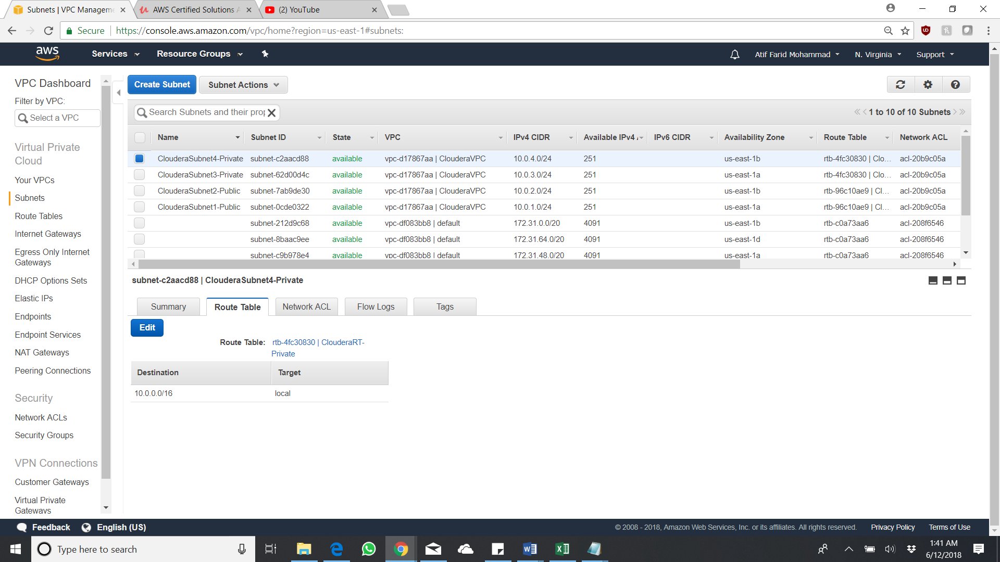 Subnets | VPC Manageme
AWS Certified Solutions A
(2) YouTube
Secure
https://console.aws.amazon.com/vpc/home?region=us-east-1#subnets:
aws
Services
Resource Groups
Atif Farid Mohammad
N. Virginia
Support
VPC Dashboard
Filter by VPC:
Select a VPC
Virtual Private
Cloud
Your VPCs
Subnets
Route Tables
Internet Gateways
Egress Only Internet
Gateways
DHCP Options Sets
Elastic IPs
Endpoints
Endpoint Services
NAT Gateways
Peering Connections
Security
Network ACLs
Security Groups
VPN Connections
Customer Gateways
Virtual Private
Gateways
Create Subnet
Subnet Actions
Search Subnets and their prop
1 to 10 of 10 Subnets
Name Subnet ID State VPC IPv4 CIDR Available IPv4 IPv6 CIDR Availability Zone Route Table Network ACL
ClouderaSubnet4-Private subnet-c2aacd88 available vpc-d17867aa | ClouderaVPC 10.0.4.0/24 251 us-east-1b rtb-4fc30830 | Clo... acl-20b9c05a
ClouderaSubnet3-Private subnet-62d00d4c available vpc-d17867aa | ClouderaVPC 10.0.3.0/24 251 us-east-1a rtb-4fc30830 | Clo... acl-20b9c05a
ClouderaSubnet2-Public subnet-7ab9de30 available vpc-d17867aa | ClouderaVPC 10.0.2.0/24 251 us-east-1b rtb-96c10ae9 | Cl... acl-20b9c05a
ClouderaSubnet1-Public subnet-0cde0322 available vpc-d17867aa | ClouderaVPC 10.0.1.0/24 251 us-east-1a rtb-96c10ae9 | Cl... acl-20b9c05a
subnet-212d9c68 available vpc-df083bb8 | default 172.31.0.0/20 4091 us-east-1b rtb-c0a73aa6 acl-208f6546
subnet-8baac9ee available vpc-df083bb8 | default 172.31.64.0/20 4091 us-east-1d rtb-c0a73aa6 acl-208f6546
subnet-c9b978e4 available vpc-df083bb8 | default 172.31.48.0/20 4091 us-east-1a rtb-c0a73aa6 acl-208f6546
subnet-c2aacd88 | ClouderaSubnet4-Private
Summary
Route Table
Network ACL
Flow Logs
Tags
Edit
Route Table: rtb-4fc30830 | ClouderaRT-
Private
Destination Target
10.0.0.0/16 local
Feedback
English (US)
© 2008 - 2018, Amazon Web Services, Inc. or its affiliates. All rights reserved.
Privacy Policy
Terms of Use
Type here to search
1:41 AM
6/12/2018